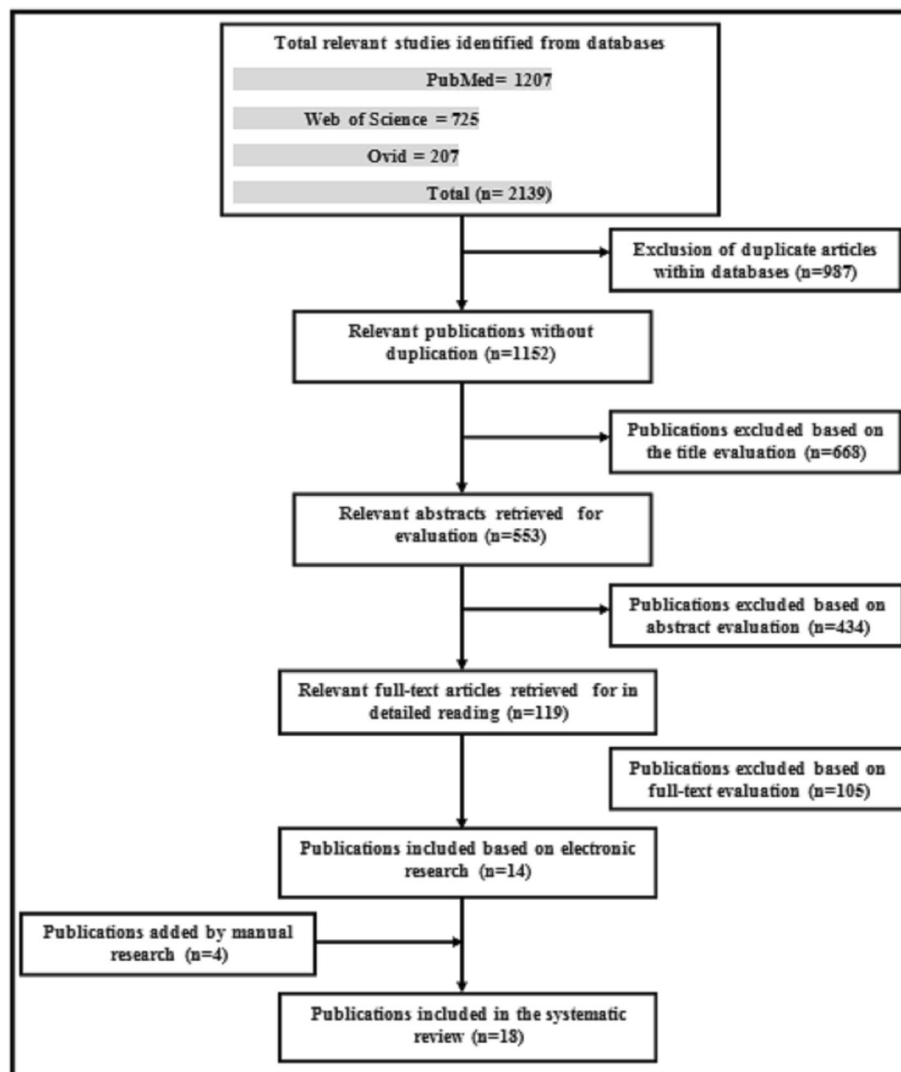 Total relevant studies identified from databases
PubMed= 1207
Web of Science = 725
Ovid = 207
Total (n= 2139)
Exclusion of duplicate articles
within databases (n=987)
Relevant publications without
duplication (n=1152)
Publications excluded based on
the title evaluation (n=668)
Relevant abstracts retrieved for
evaluation (n=553)
Publications excluded based on
abstract evaluation (n=434)
Relevant full-text articles retrieved for in
detailed reading (n=119)
Publications excluded based on
full-text evaluation (n=105)
Publications included based on electronic
research (n=14)
Publications added by manual
research (n=4)
Publications included in the systematic
review (n=18)